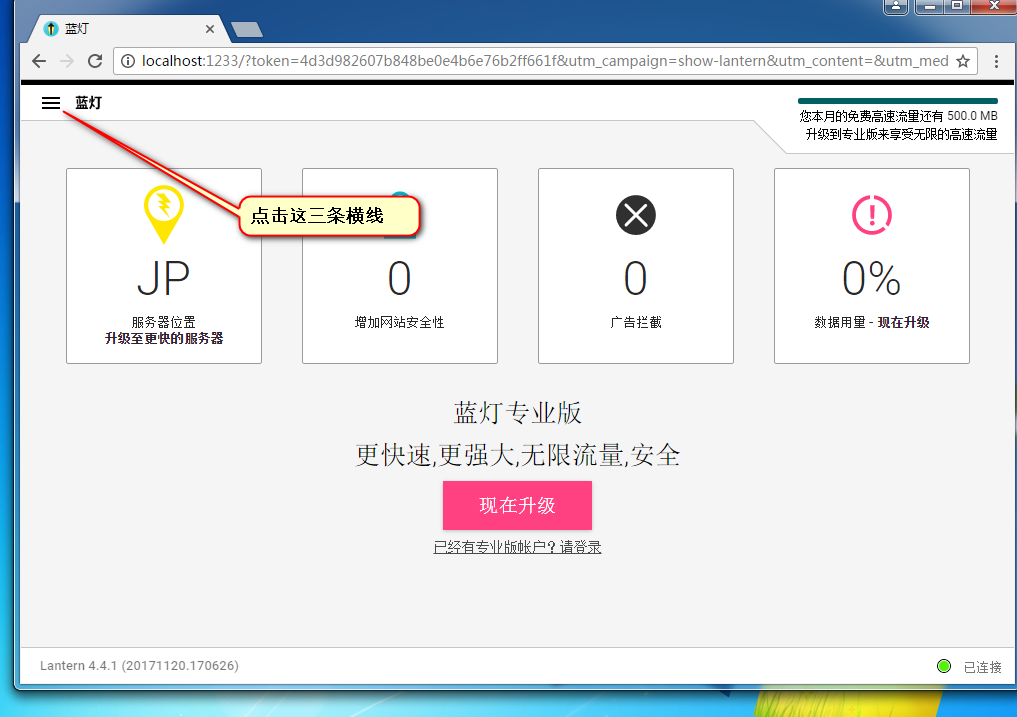 蓝灯
localhost:1233/?token=4d3d982607b848be0e4b6e76b2ff661f&utm_campaign=show-lantern&utm_content=&utm_med
蓝灯
您本月的免费高速流量还有 500.0 MB
升级到专业版来享受无限的高速流量
点击这三条横线
JP
服务器位置
升级至更快的服务器
0
增加网站安全性
0
广告拦截
0%
数据用量 - 现在升级
蓝灯专业版
更快速,更强大,无限流量,安全
现在升级
已经有专业版帐户？请登录
Lantern 4.4.1 (20171120.170626)
已连接